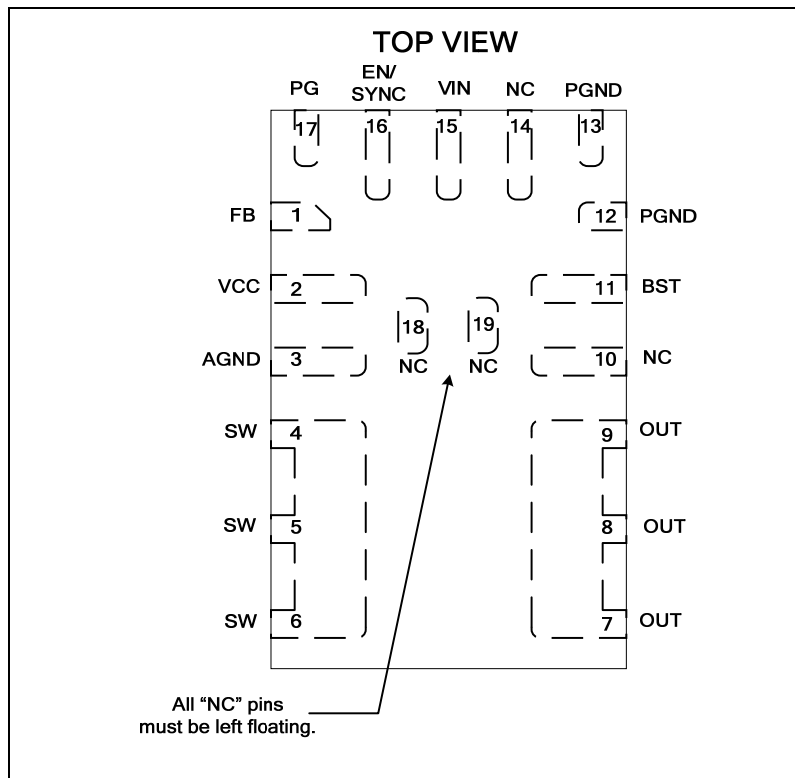 TOP VIEW
PG
EN/
SYNC
VIN
NC
PGND
17
16
15
14
13
FB
1
12
PGND
VCC
2
11
BST
18
19
AGND
3
NC
NC
10
NC
SW
4
9
OUT
SW
5
8
OUT
SW
6
7
OUT
All “NC” pins
must be left floating.